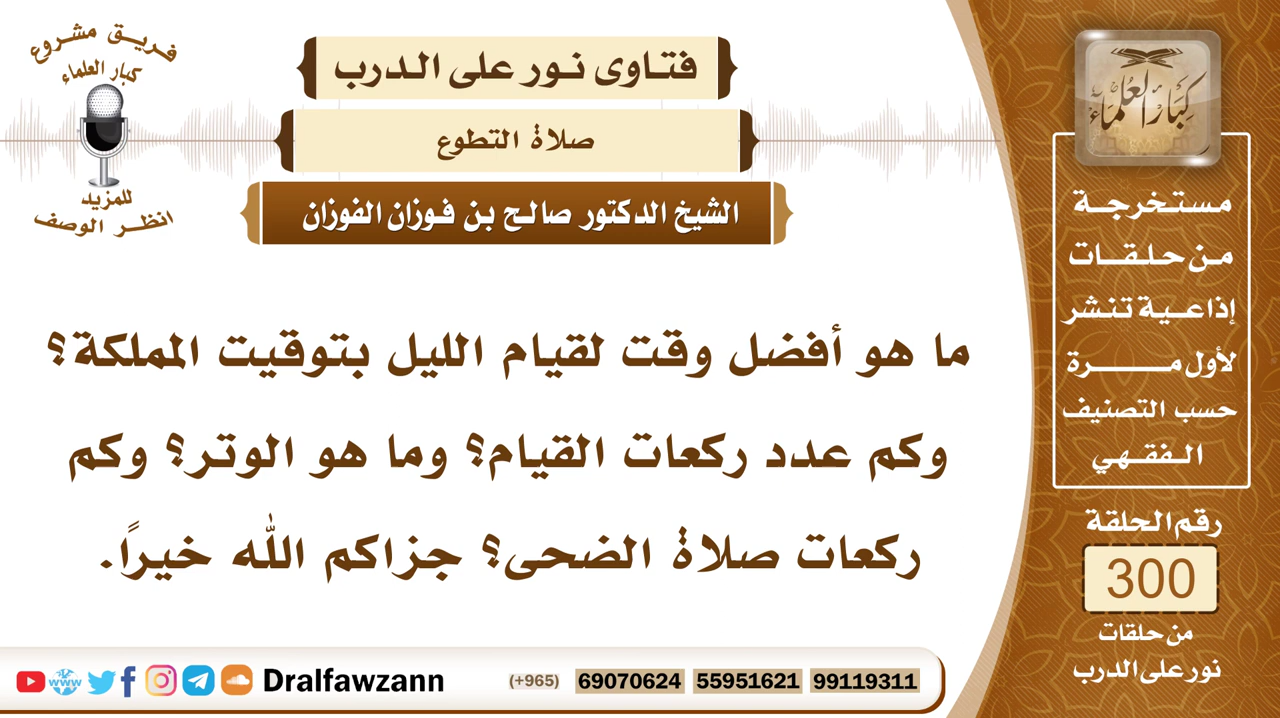 فريق مشروع
كبار العلماء
للمزيد
انظر الوصف
فتاوى نور على الدرب
صلاة التطوع
الشيخ الدكتور صالح بن فوزان الفوزان
ما هو أفضل وقت لقيام الليل بتوقيت المملكة؟
وكم عدد ركعات القيام؟ وما هو الوتر؟ وكم
ركعات صلاة الضحى؟ جزاكم الله خيراً.
كبار العلماء
مستخرجة
من حلقات
إذاعية تنشر
لأول مرة
حسب التصنيف
الفقهي
رقم الحلقة
300
من حلقات
نور على الدرب
www Dralfawzann (+965) 69070624 55951621 99119311